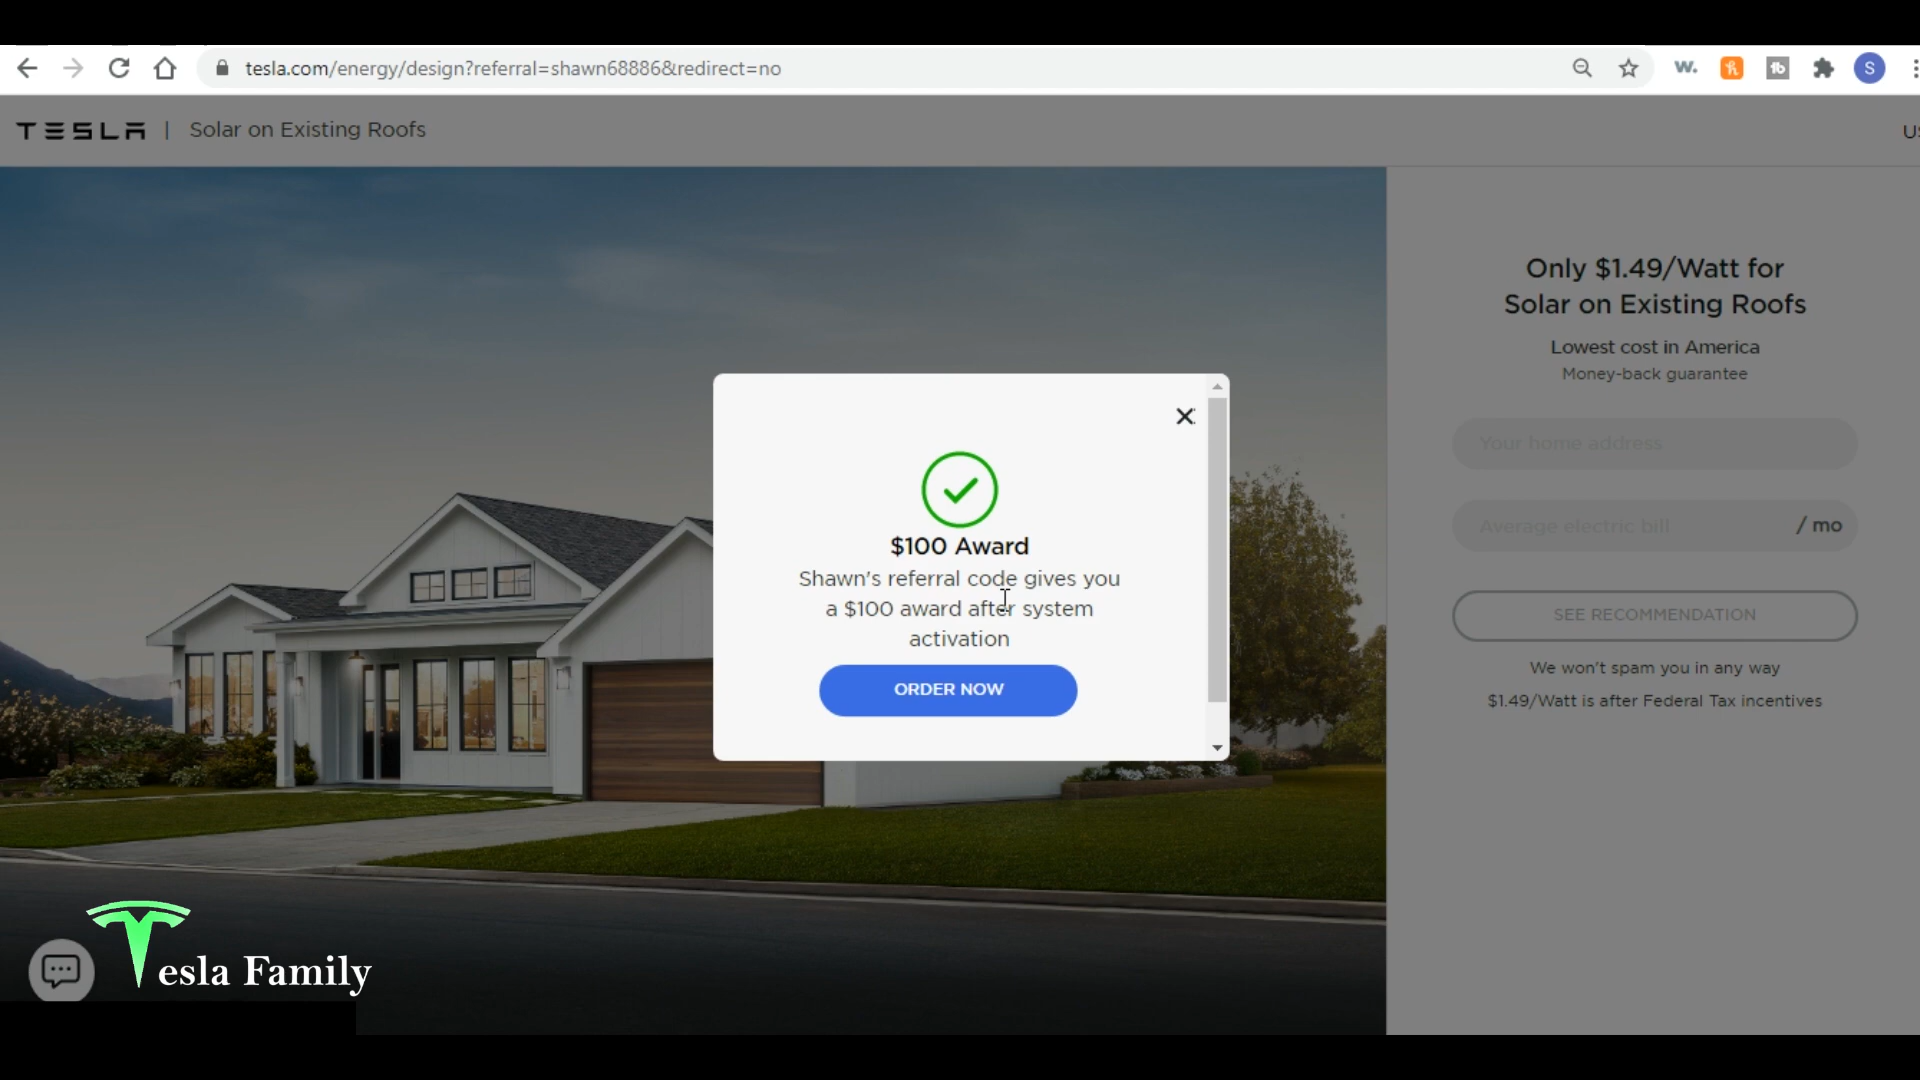 tesla.com/energy/design?referral=shawn68886&redirect=no
W.
tb
S
TESLA | Solar on Existing Roofs
US
Only $1.49/Watt for
Solar on Existing Roofs
Lowest cost in America
Money-back guarantee
Your home address
Average electric bill / mo
SEE RECOMMENDATION
We won't spam you in any way
$1.49/Watt is after Federal Tax incentives
$100 Award
Shawn's referral code gives you
a $100 award after system
activation
ORDER NOW
Tesla Family